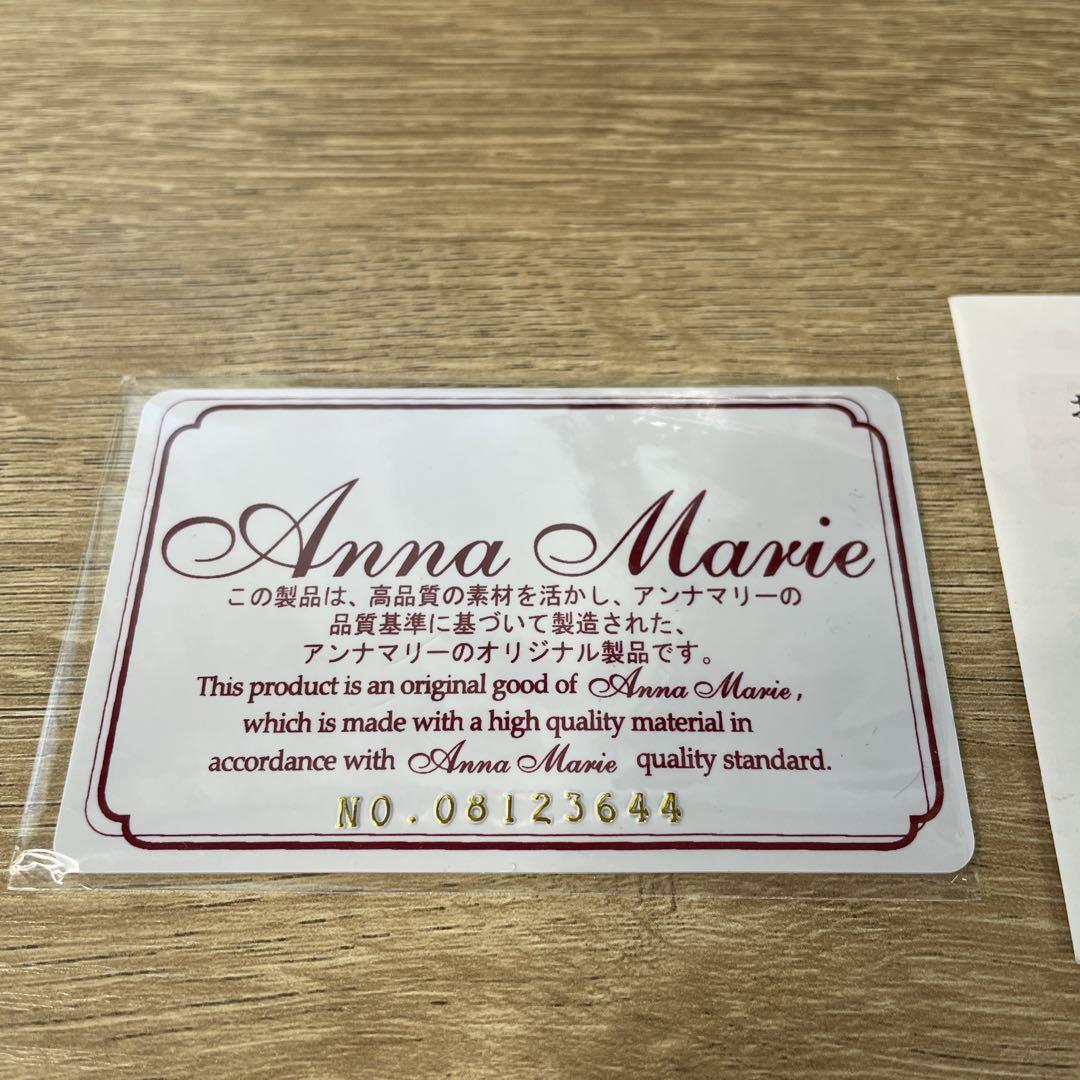 Anna Marie
この製品は、高品質の素材を活かし、アンナマリーの
品質基準に基づいて製造された、
アンナマリーのオリジナル製品です。
This product is an original good of Anna Marie,
which is made with a high quality material in
accordance with Anna Marie quality standard.
NO.08123644